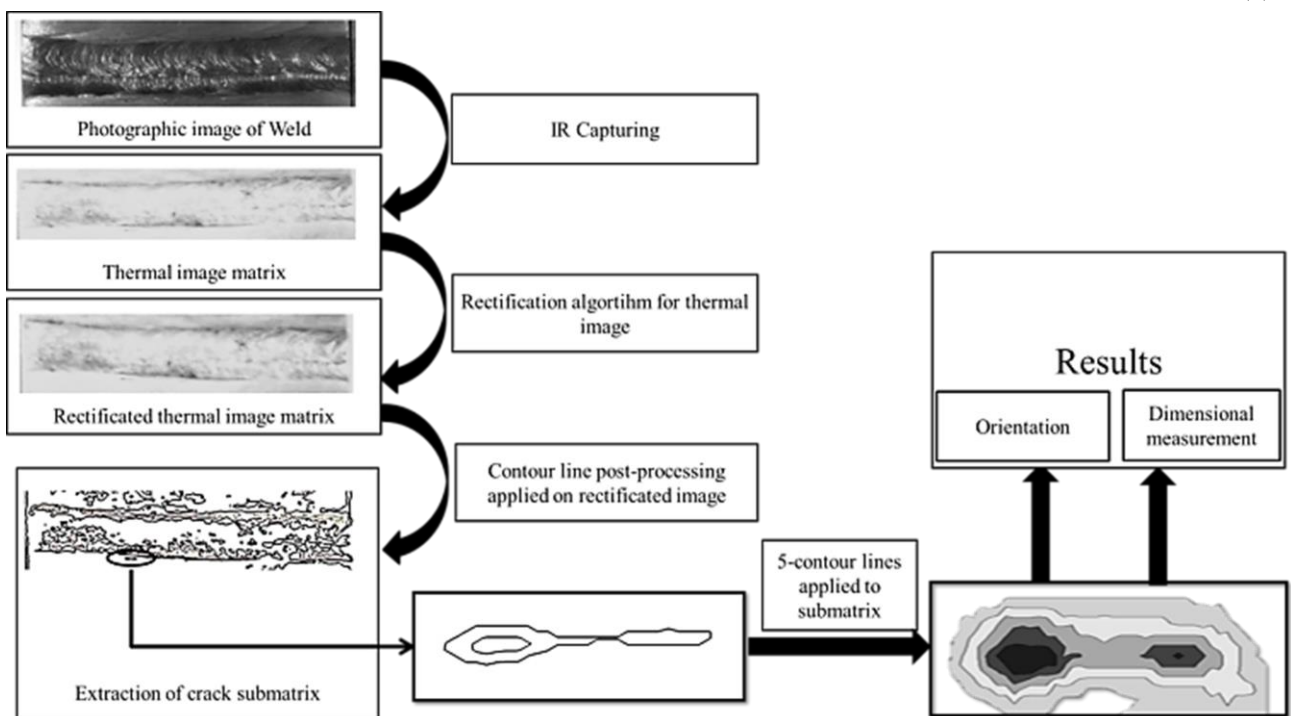 Photographic image of Weld
IR Capturing
Thermal image matrix
Rectification algortihm for thermal
image
Rectificated thermal image matrix
Contour line post-processing
applied on rectificated image
Extraction of crack submatrix
5-contour lines
applied to
submatrix
Results
Orientation
Dimensional
measurement